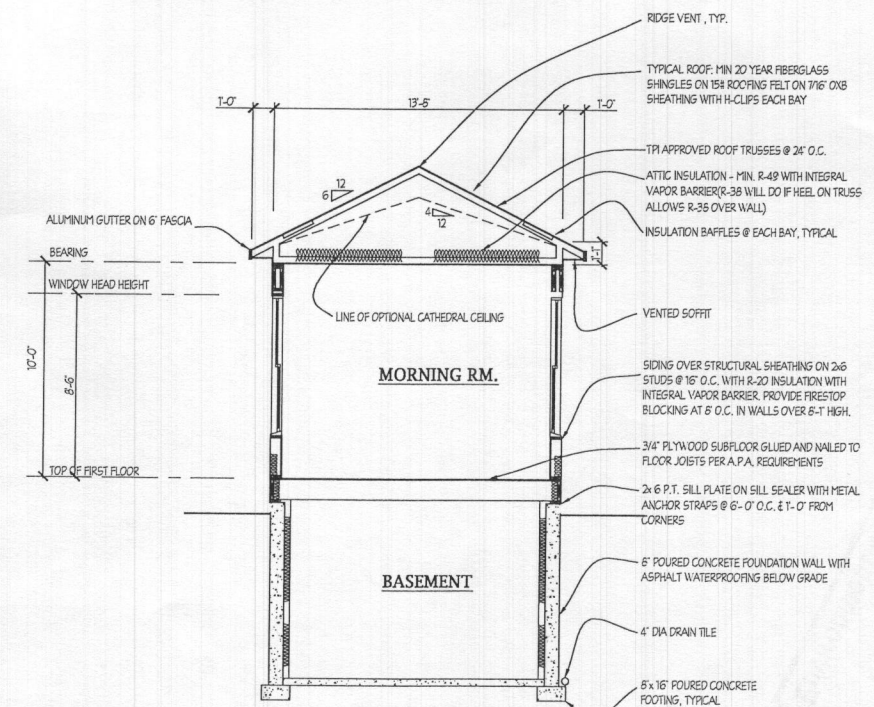 RIDGE VENT , TYP.
TYPICAL ROOF: MIN 20 YEAR FIBERGLASS
SHINGLES ON 15# ROOFING FELT ON 7/16" OXB
SHEATHING WITH H-CLIPS EACH BAY
1'-0"
13'-5"
1'-0"
TPI APPROVED ROOF TRUSSES @ 24" O.C.
12
6
4
12
ATTIC INSULATION - MIN. R-49 WITH INTEGRAL
VAPOR BARRIER(R-38 WILL DO IF HEEL ON TRUSS
ALLOWS R-35 OVER WALL)
ALUMINUM GUTTER ON 6" FASCIA
INSULATION BAFFLES @ EACH BAY, TYPICAL
1'-1"
BEARING
WINDOW HEAD HEIGHT
LINE OF OPTIONAL CATHEDRAL CEILING
VENTED SOFFIT
10'-0"
8'-6"
MORNING RM.
SIDING OVER STRUCTURAL SHEATHING ON 2x6
STUDS @ 16" O.C. WITH R-20 INSULATION WITH
INTEGRAL VAPOR BARRIER. PROVIDE FIRESTOP
BLOCKING AT 8' O.C. IN WALLS OVER 8'-1" HIGH.
TOP OF FIRST FLOOR
3/4" PLYWOOD SUBFLOOR GLUED AND NAILED TO
FLOOR JOISTS PER A.P.A. REQUIREMENTS
2x 6 P.T. SILL PLATE ON SILL SEALER WITH METAL
ANCHOR STRAPS @ 6'- 0" O.C. & 1'- 0" FROM
CORNERS
BASEMENT
8" POURED CONCRETE FOUNDATION WALL WITH
ASPHALT WATERPROOFING BELOW GRADE
4" DIA DRAIN TILE
8"x 16" POURED CONCRETE
FOOTING, TYPICAL